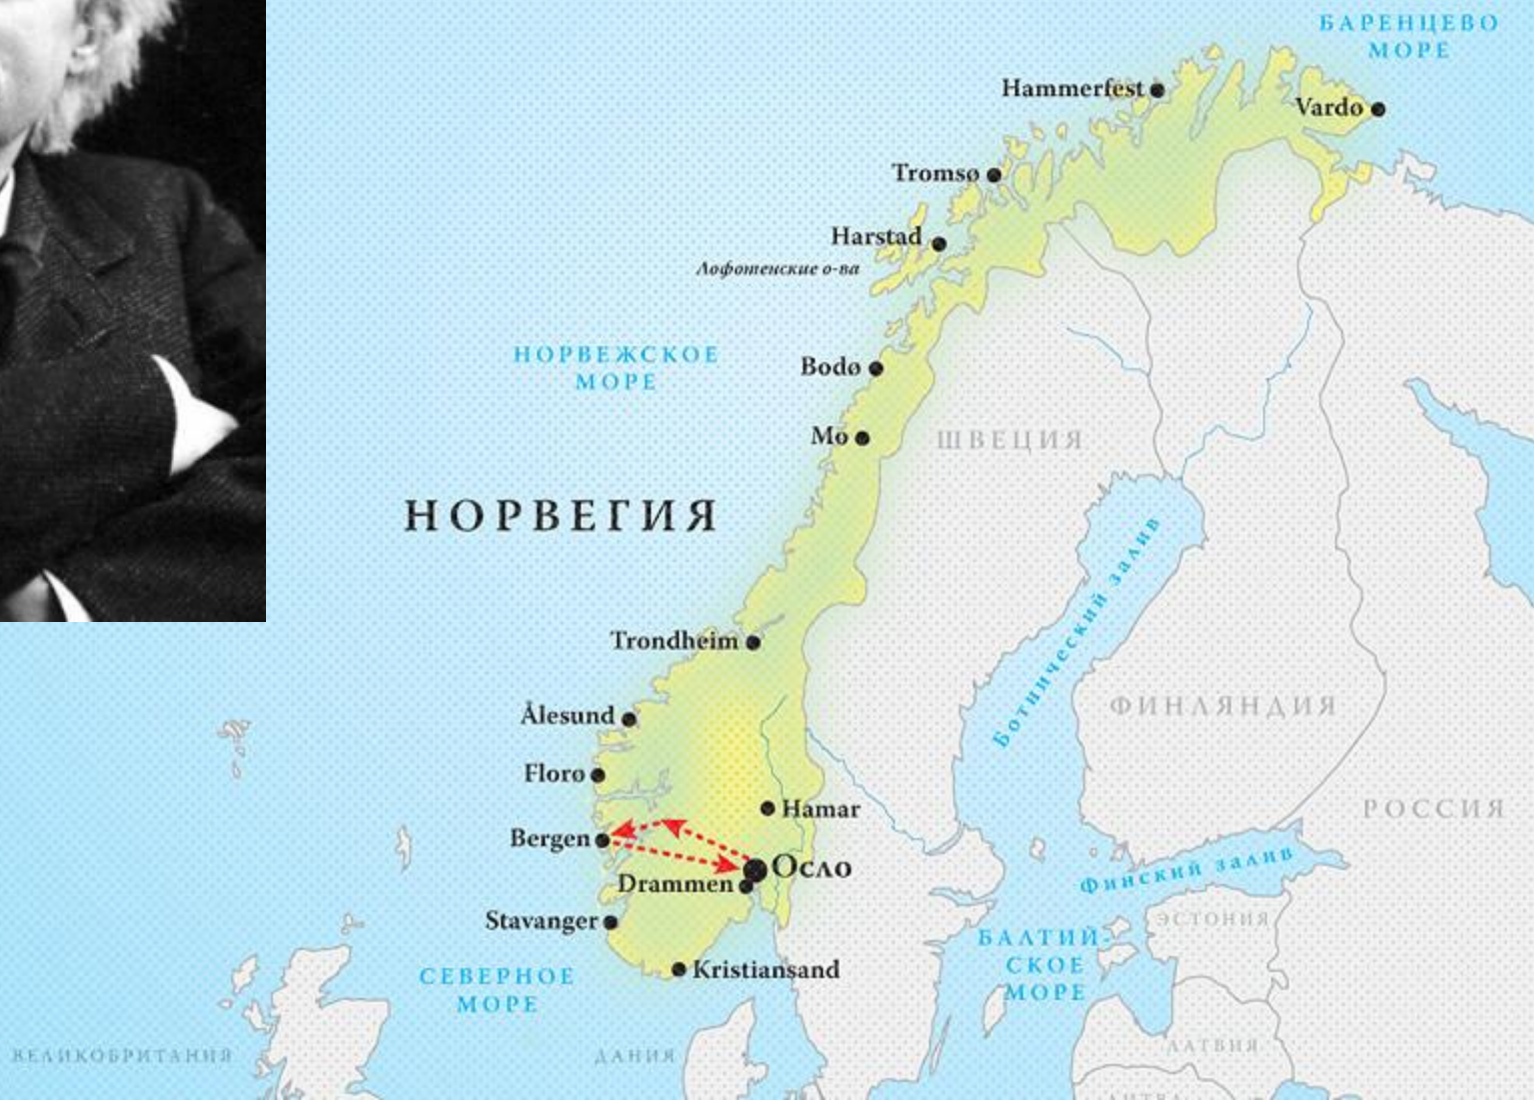 БАРЕНЦЕВО
МОРЕ
Hammerfest
Vardø
Tromsø
Harstad
Лофотенские о-ва
НОРВЕЖСКОЕ
МОРЕ
Bodø
Mo
ШВЕЦИЯ
НОРВЕГИЯ
Ботнический залив
Trondheim
Ålesund
ФИНЛЯНДИЯ
Florø
Hamar
РОССИЯ
Bergen
Осло
Финский залив
Drammen
Stavanger
ЭСТОНИЯ
БАЛТИЙ-
СКОЕ
МОРЕ
Kristiansand
СЕВЕРНОЕ
МОРЕ
ВЕЛИКОБРИТАНИЯ
ДАНИЯ
ЛАТВИЯ